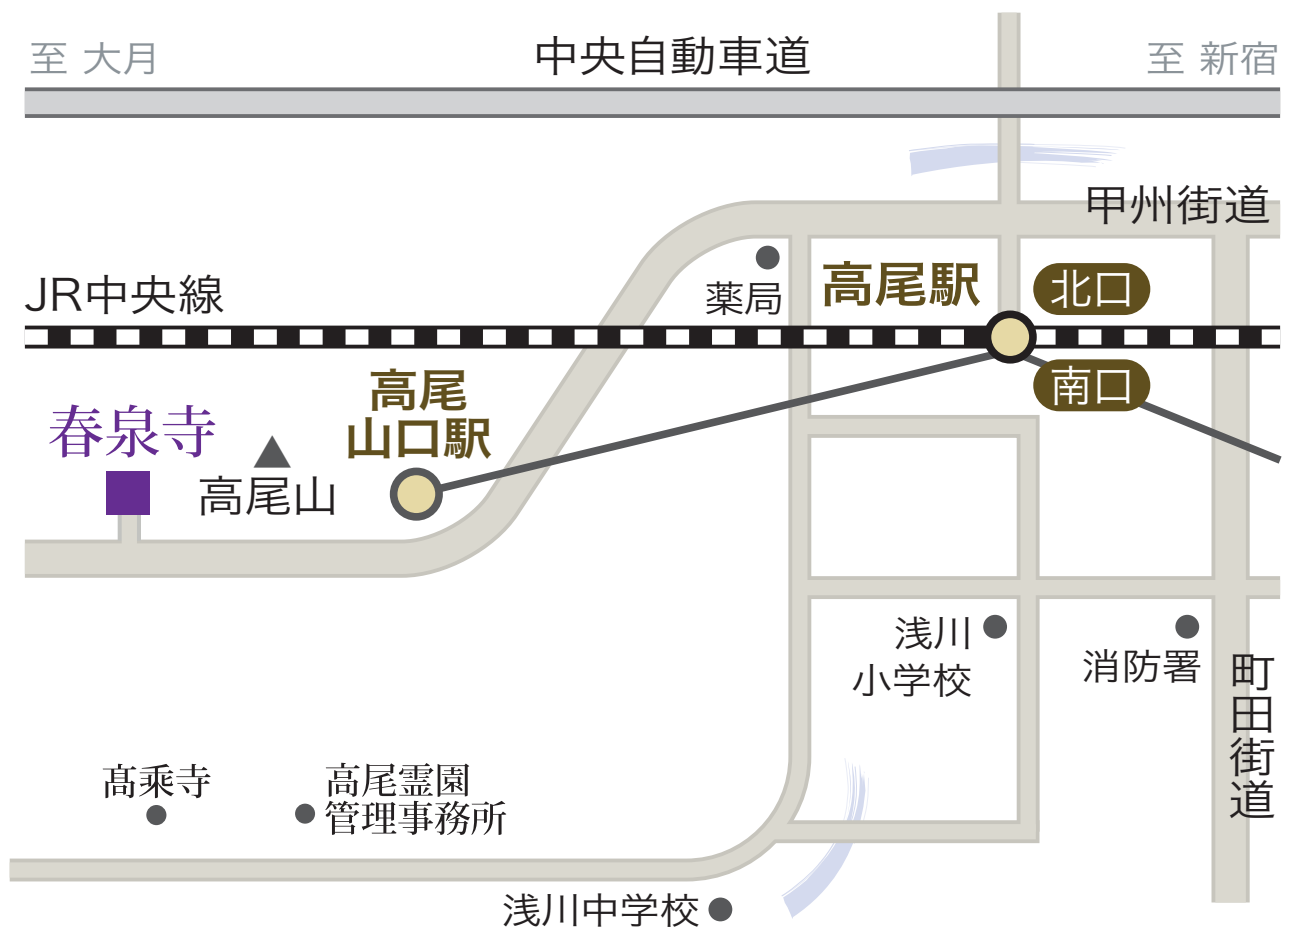 至 大月
中央自動車道
至 新宿
甲州街道
JR中央線
薬局
高尾駅
北口
南口
高尾
山口駅
春泉寺
高尾山
浅川
小学校
消防署
町田街道
髙乘寺
高尾霊園
管理事務所
浅川中学校